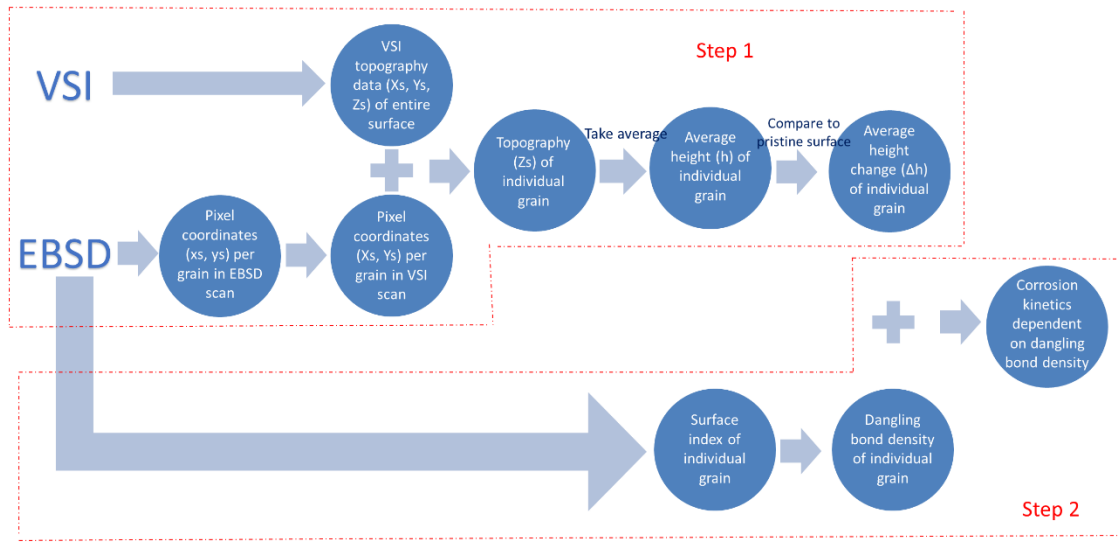 Step 1
VSI
VSI
topography
data (Xs, Ys,
Zs) of entire
surface
Topography
(Zs) of
individual
grain
Take average
Average
height (h) of
individual
grain
Compare to
pristine surface
Average
height
change (Δh)
of individual
grain
EBSD
Pixel
coordinates
(xs, ys) per
grain in EBSD
scan
Pixel
coordinates
(Xs, Ys) per
grain in VSI
scan
Corrosion
kinetics
dependent
on dangling
bond density
Surface
index of
individual
grain
Dangling
bond density
of individual
grain
Step 2